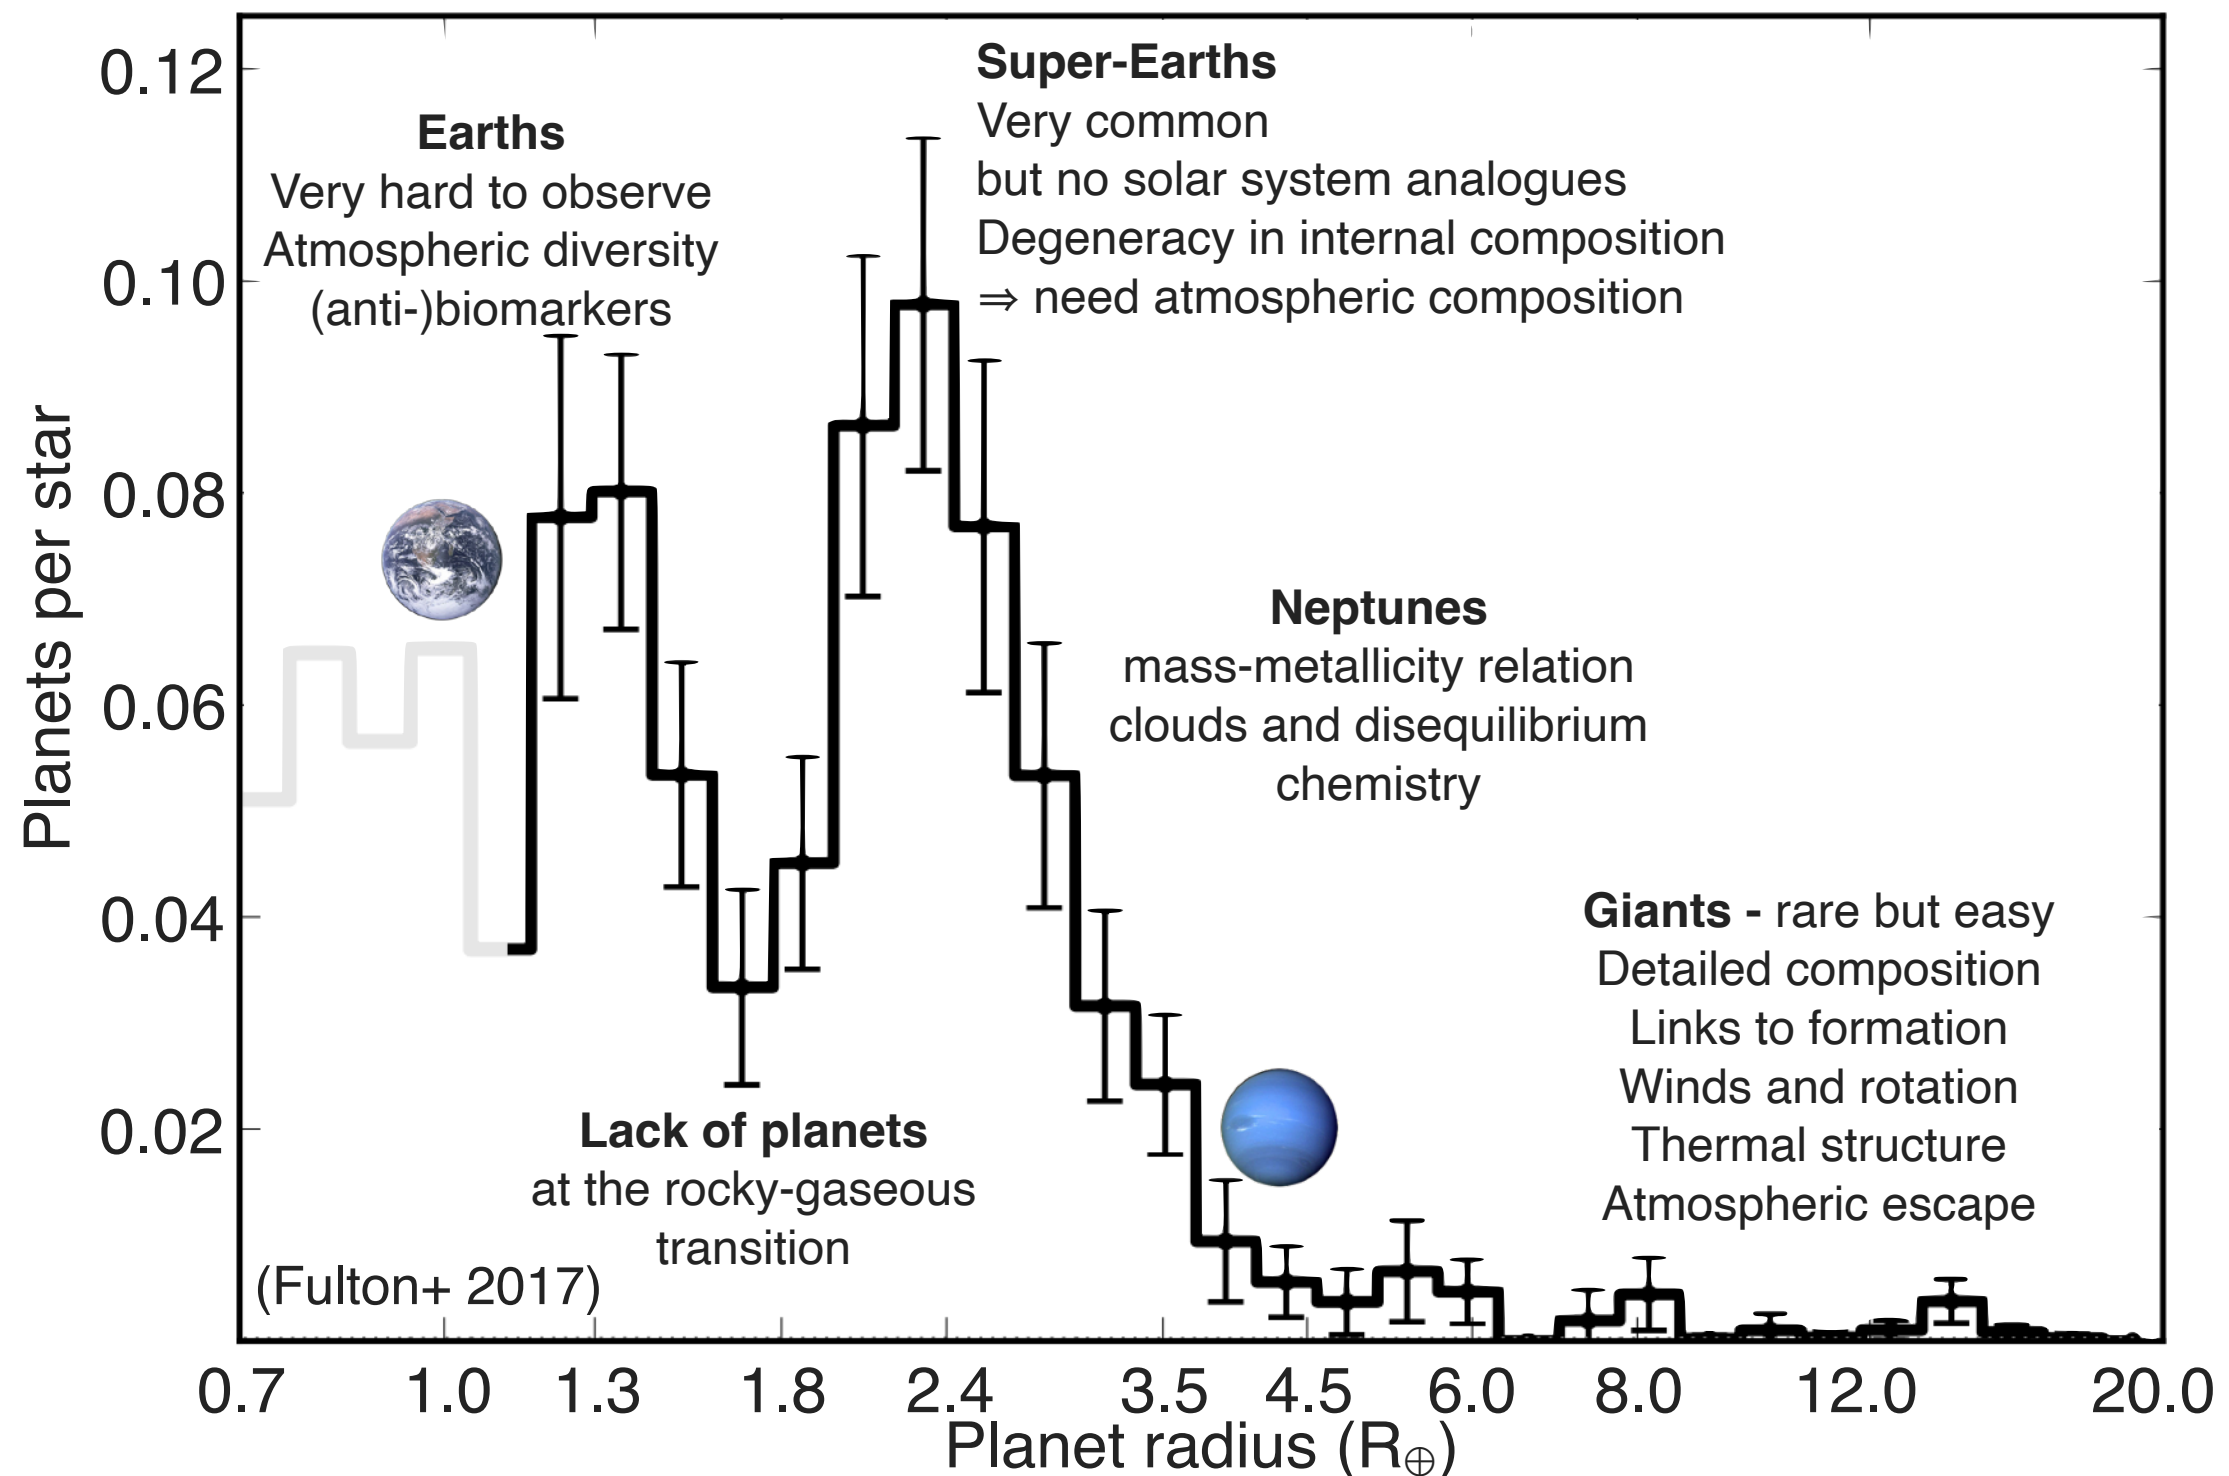 0.12
0.10
0.08
0.06
0.04
0.02
Planets per star
Earths
Very hard to observe
Atmospheric diversity
(anti-)biomarkers
Super-Earths
Very common
but no solar system analogues
Degeneracy in internal composition
⇒ need atmospheric composition
Neptunes
mass-metallicity relation
clouds and disequilibrium
chemistry
Giants - rare but easy
Detailed composition
Links to formation
Winds and rotation
Thermal structure
Atmospheric escape
Lack of planets
at the rocky-gaseous
transition
(Fulton+ 2017)
0.7 1.0 1.3 1.8 2.4 3.5 4.5 6.0 8.0 12.0 20.0
Planet radius (R⊕)